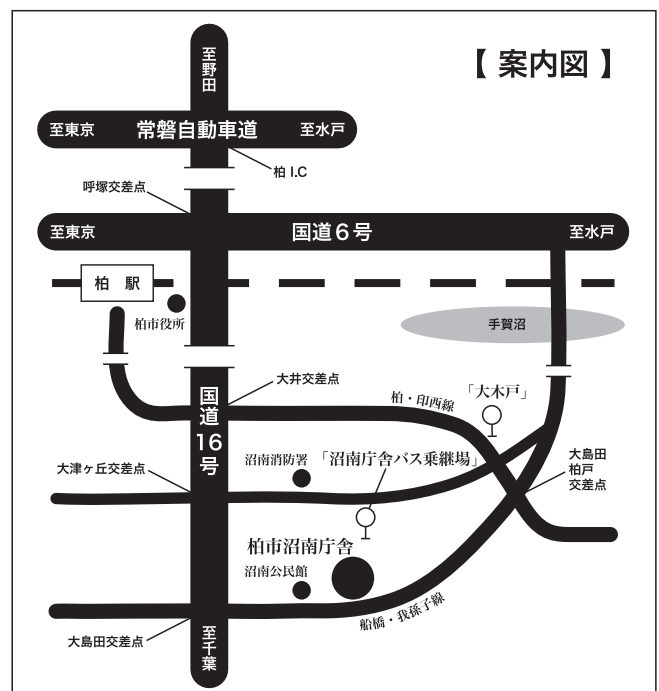 【 案内図 】
至野田
至東京
常磐自動車道
至水戸
柏 I.C
呼塚交差点
至東京
国道6号
至水戸
柏 駅
柏市役所
手賀沼
大井交差点
国道16号
柏・印西線
「大木戸」
沼南消防署
「沼南庁舎バス乗継場」
大津ヶ丘交差点
大島田
柏戸
交差点
柏市沼南庁舎
沼南公民館
船橋・我孫子線
大島田交差点
至千葉